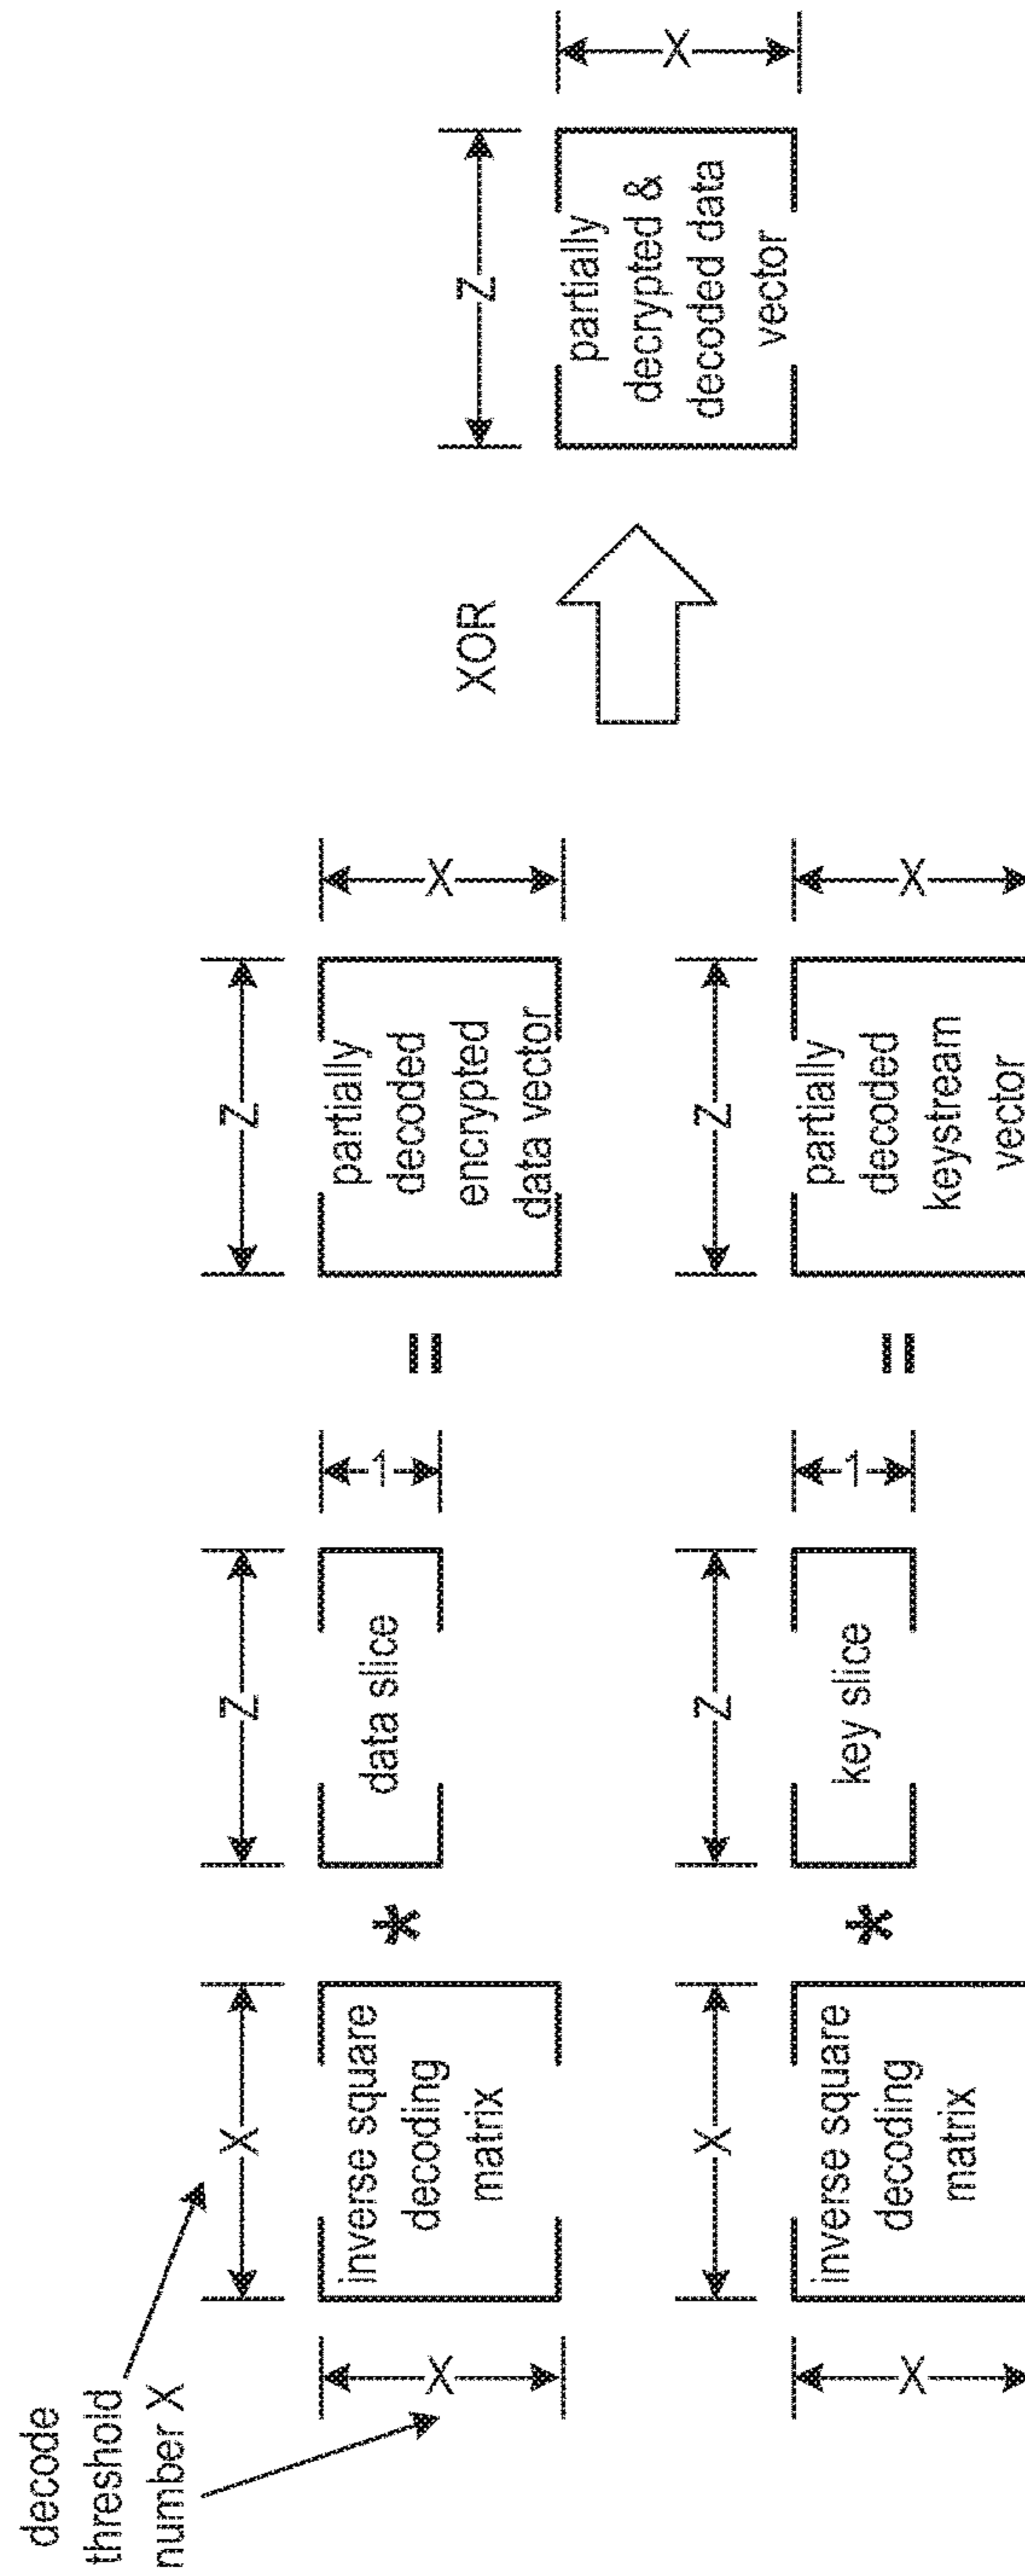 decode
threshold
number X
X
X
inverse square
decoding
matrix
*
Z
data slice
1
=
Z
partially
decoded
encrypted
data vector
X
X
X
inverse square
decoding
matrix
*
Z
key slice
1
=
Z
partially
decoded
keystream
vector
X
XOR
Z
partially
decrypted &
decoded data
vector
X